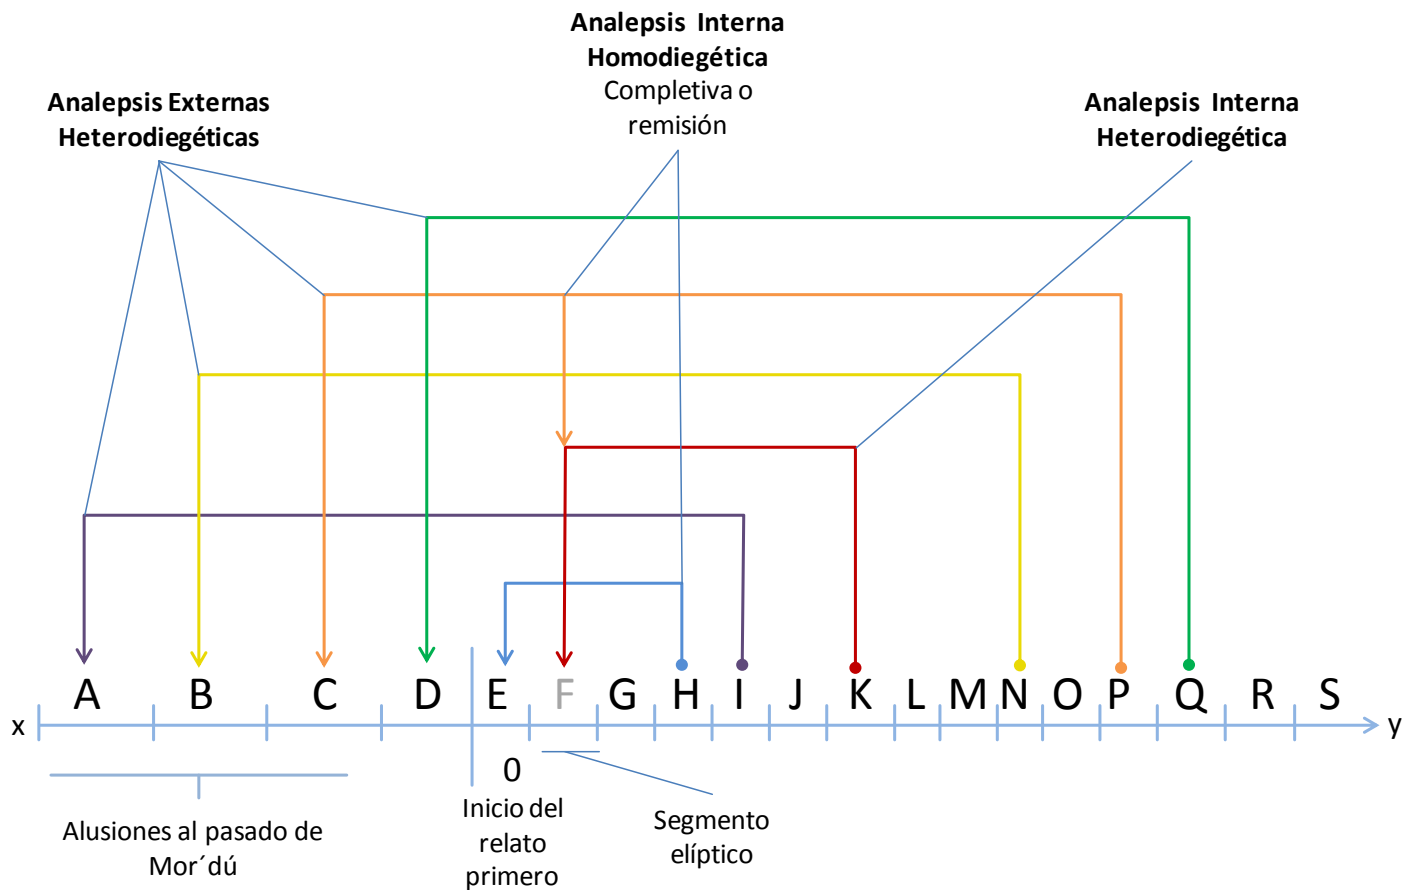 Analepsis Interna
Homodiegética
Completiva o
remisión
Analepsis Externas
Heterodiegéticas
Analepsis Interna
Heterodiegética
A B C D E F G H I J K L M N O P Q R S
x
y
0
Inicio del
relato
primero
Segmento
elíptico
Alusiones al pasado de
Mor´dú